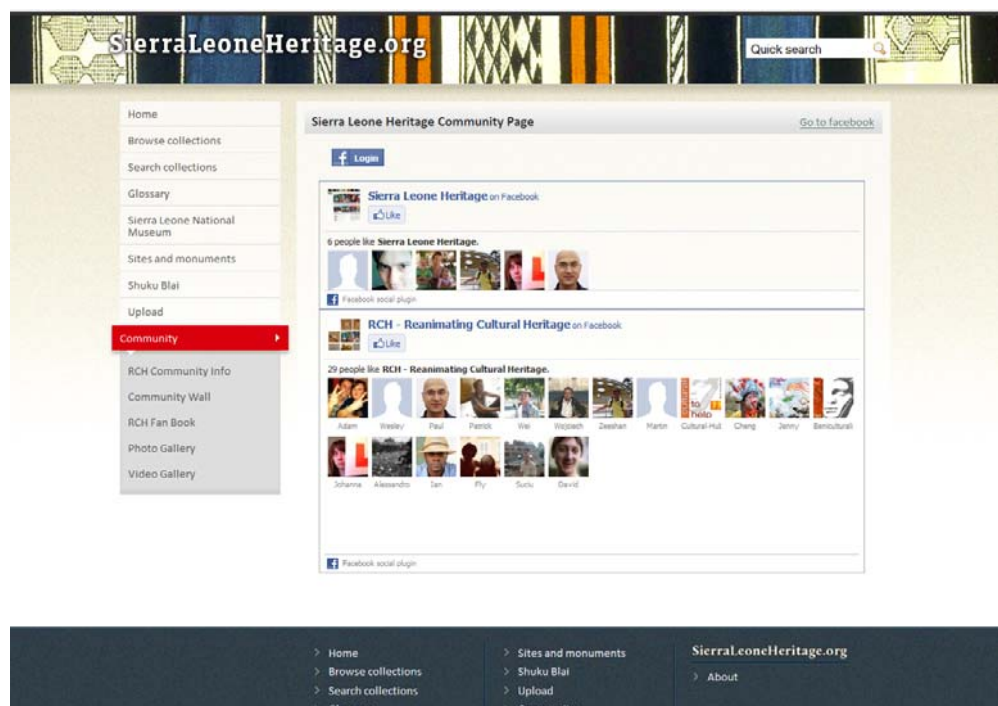 SierraLeoneHeritage.org
Quick search
Home
Browse collections
Search collections
Glossary
Sierra Leone National
Museum
Sites and monuments
Shuku Blai
Upload
Community
RCH Community Info
Community Wall
RCH Fan Book
Photo Gallery
Video Gallery
Sierra Leone Heritage Community Page
Go to facebook
f Login
Sierra Leone Heritage on Facebook
Like
6 people like Sierra Leone Heritage.
Facebook social plugin
RCH - Reanimating Cultural Heritage on Facebook
Like
29 people like RCH - Reanimating Cultural Heritage.
to help
Adam Wesley Paul Patrick Wei Wojciech Zeeshan Martin Cultural-Hut Cheng Jenny Beniculturali
Johanna Alessandro Ian Fly Suciu David
Facebook social plugin
> Home
> Browse collections
> Search collections
> Sites and monuments
> Shuku Blai
> Upload
SierraLeoneHeritage.org
> About